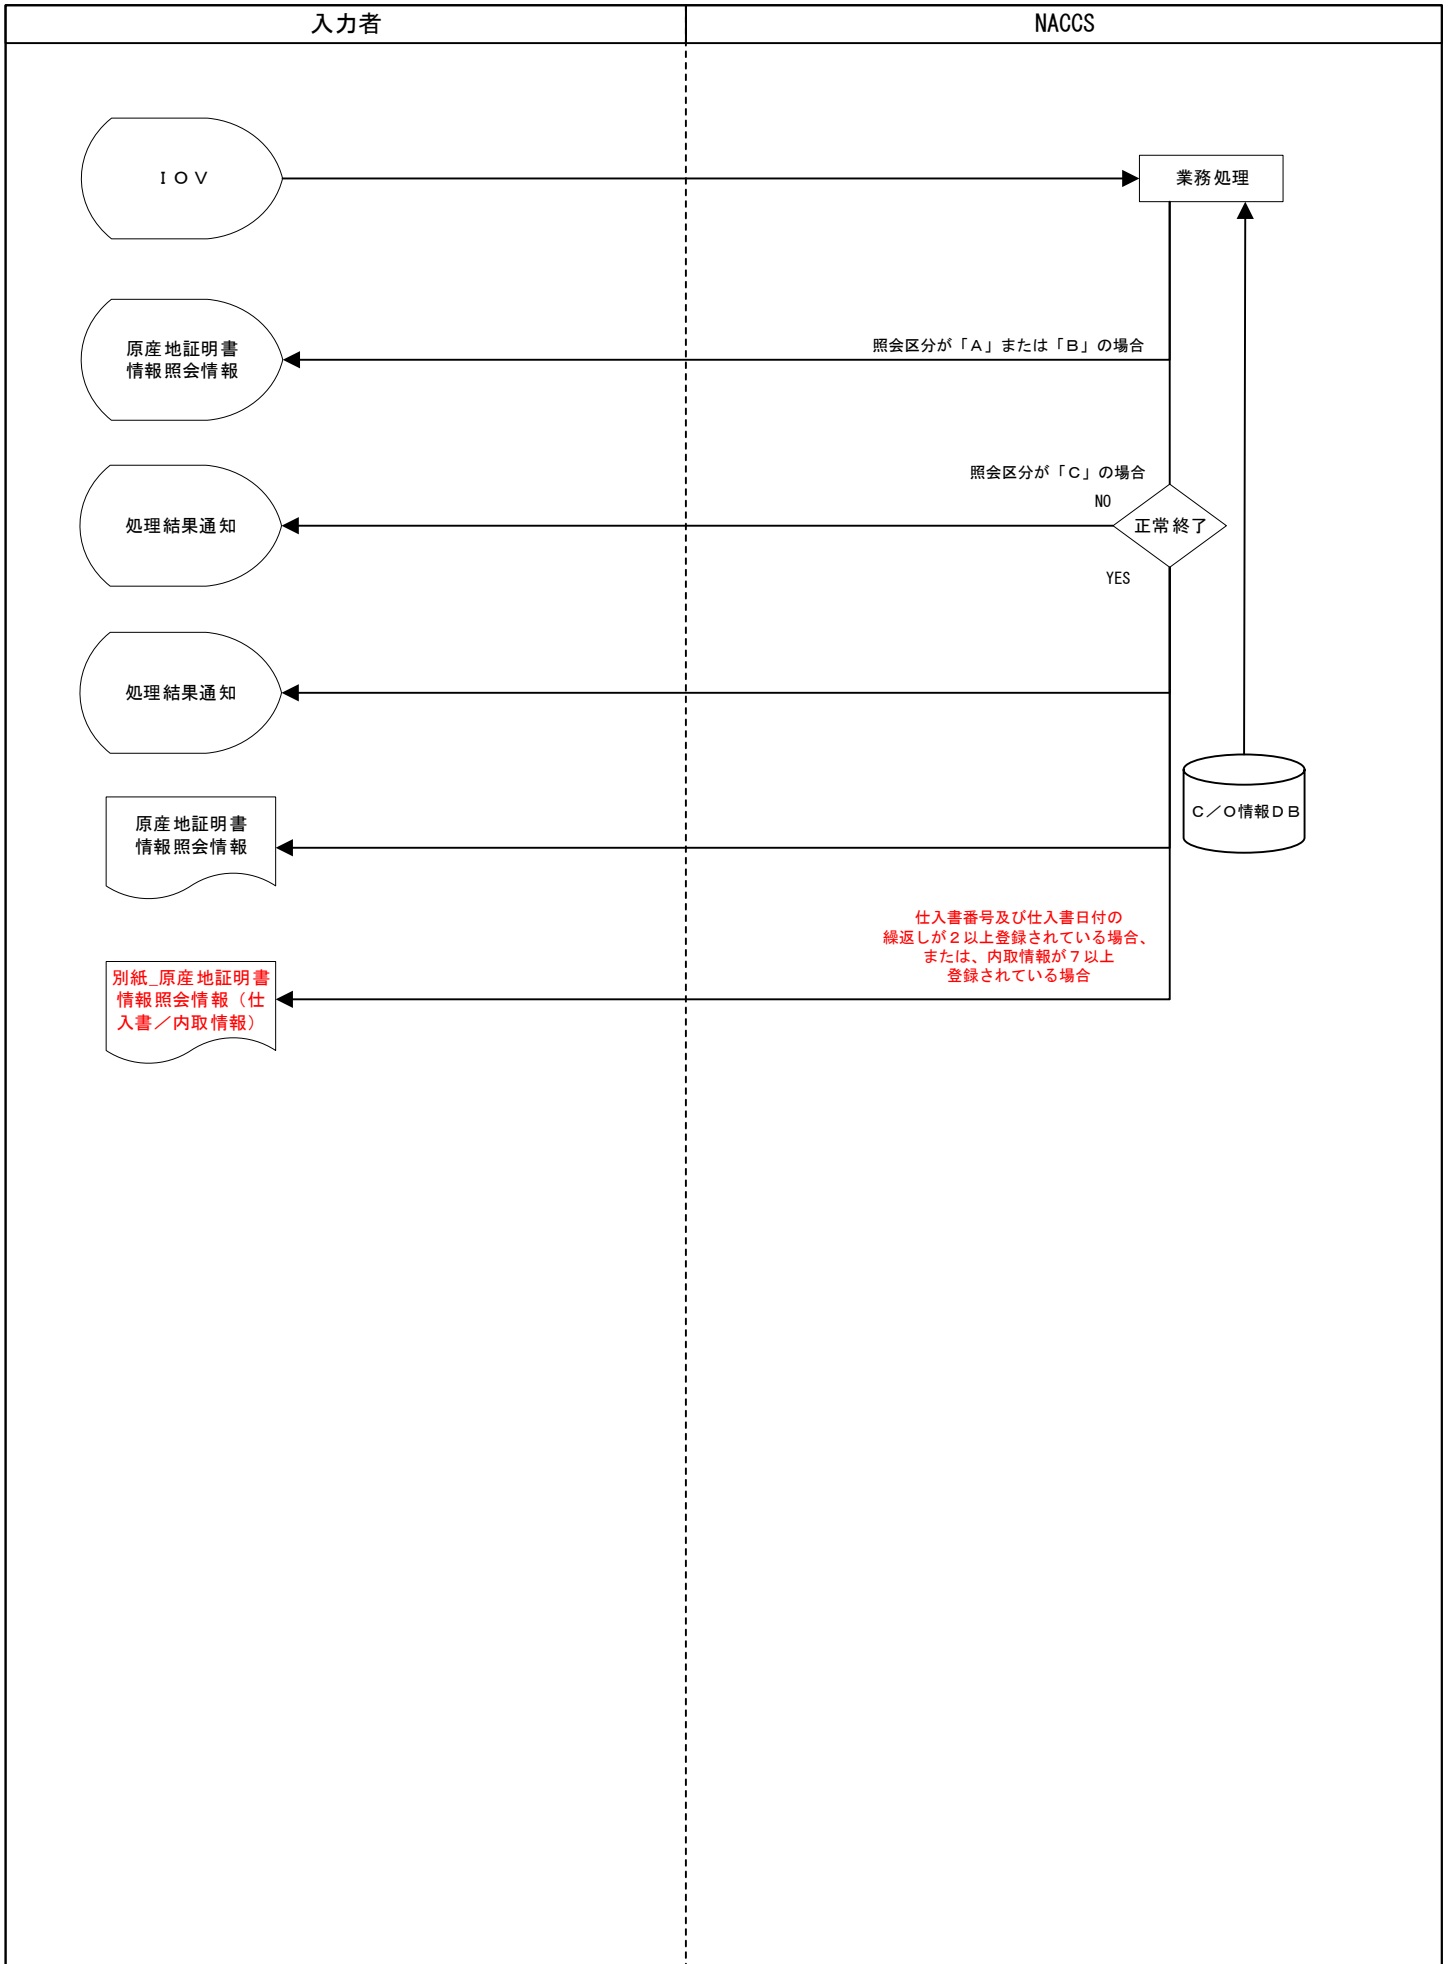 入力者
NACCS
ＩＯＶ
業務処理
原産地証明書
情報照会情報
照会区分が「Ａ」または「Ｂ」の場合
照会区分が「Ｃ」の場合
NO
処理結果通知
正常終了
YES
処理結果通知
Ｃ／Ｏ情報ＤＢ
原産地証明書
情報照会情報
仕入書番号及び仕入書日付の
繰返しが２以上登録されている場合、
または、内取情報が７以上
登録されている場合
別紙_原産地証明書
情報照会情報（仕
入書／内取情報）